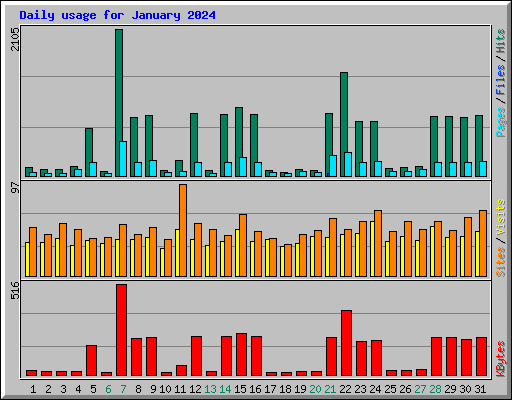 Daily usage for January 2024
2105
Pages / Files / Hits
97
Sites / Visits
516
KBytes
1 2 3 4 5 6 7 8 9 10 11 12 13 14 15 16 17 18 19 20 21 22 23 24 25 26 27 28 29 30 31